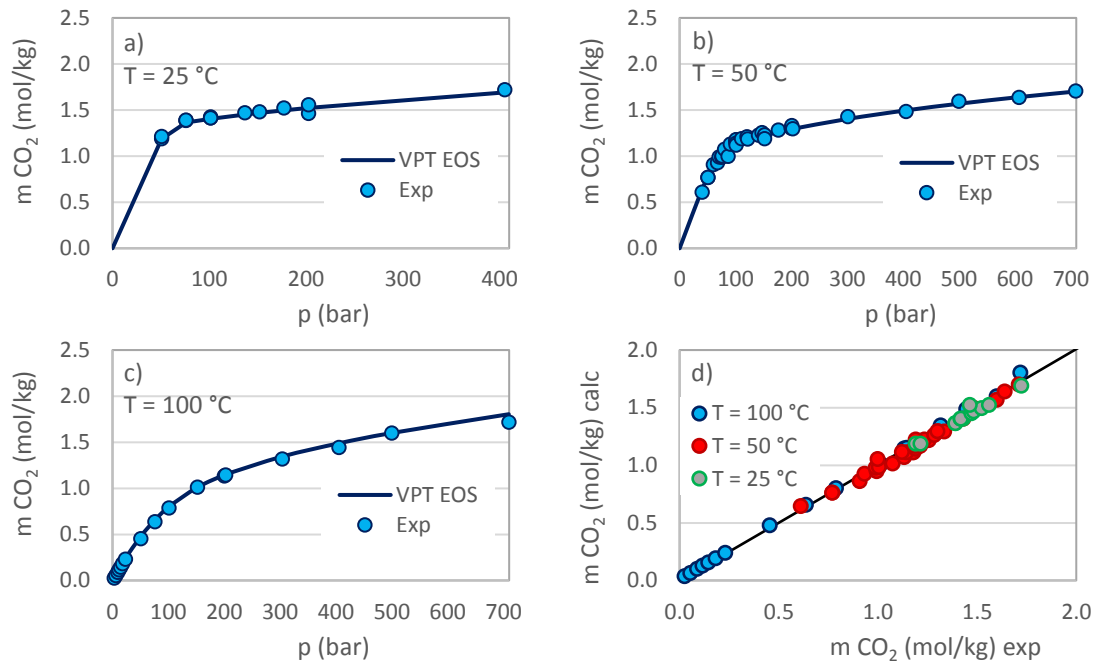 a)
T = 25 °C
m CO₂ (mol/kg)
2.5
2.0
1.5
1.0
0.5
0.0
VPT EOS
Exp
0 100 200 300 400
p (bar)
b)
T = 50 °C
m CO₂ (mol/kg)
2.5
2.0
1.5
1.0
0.5
0.0
VPT EOS
Exp
0 100 200 300 400 500 600 700
p (bar)
c)
T = 100 °C
m CO₂ (mol/kg)
2.5
2.0
1.5
1.0
0.5
0.0
VPT EOS
Exp
0 100 200 300 400 500 600 700
p (bar)
d)
m CO₂ (mol/kg) calc
2.0
1.5
1.0
0.5
0.0
T = 100 °C
T = 50 °C
T = 25 °C
0.0 0.5 1.0 1.5 2.0
m CO₂ (mol/kg) exp